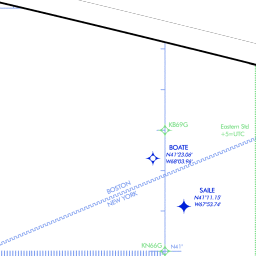 KB69G
Eastern Std
+5=UTC
BOATE
N41°23.06'
W68°03.96'
BOSTON
NEW YORK
SAILE
N41°11.15'
W67°53.74'
KN66G
N41°